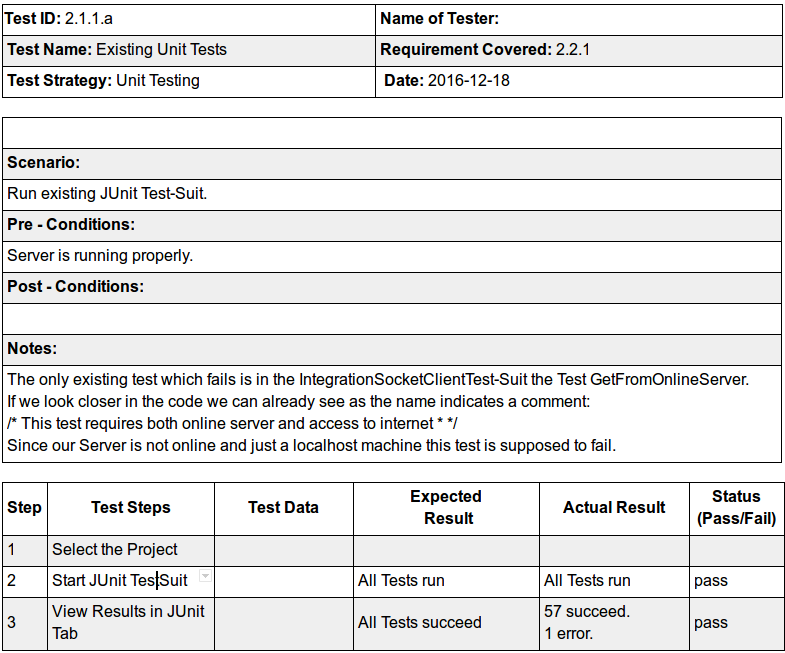 Test ID: 2.1.1.a
Name of Tester:
Test Name: Existing Unit Tests
Requirement Covered: 2.2.1
Test Strategy: Unit Testing
Date: 2016-12-18
Scenario:
Run existing JUnit Test-Suit.
Pre - Conditions:
Server is running properly.
Post - Conditions:
Notes:
The only existing test which fails is in the IntegrationSocketClientTest-Suit the Test GetFromOnlineServer.
If we look closer in the code we can already see as the name indicates a comment:
/* This test requires both online server and access to internet * */
Since our Server is not online and just a localhost machine this test is supposed to fail.
Step
Test Steps
Test Data
Expected
Result
Actual Result
Status
(Pass/Fail)
1
Select the Project
2
Start JUnit TestSuit
All Tests run
All Tests run
pass
3
View Results in JUnit
Tab
All Tests succeed
57 succeed.
1 error.
pass